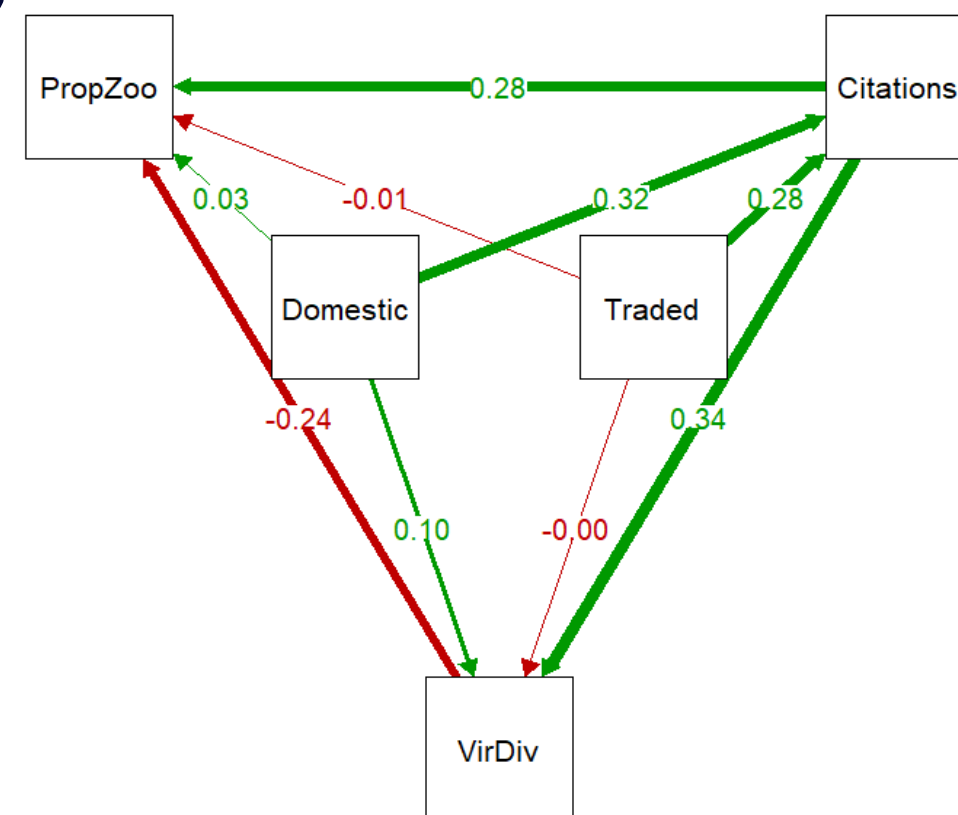 PropZoo
0.28
Citations
0.03
-0.01
0.32
0.28
Domestic
Traded
-0.24
0.34
0.10
-0.00
VirDiv